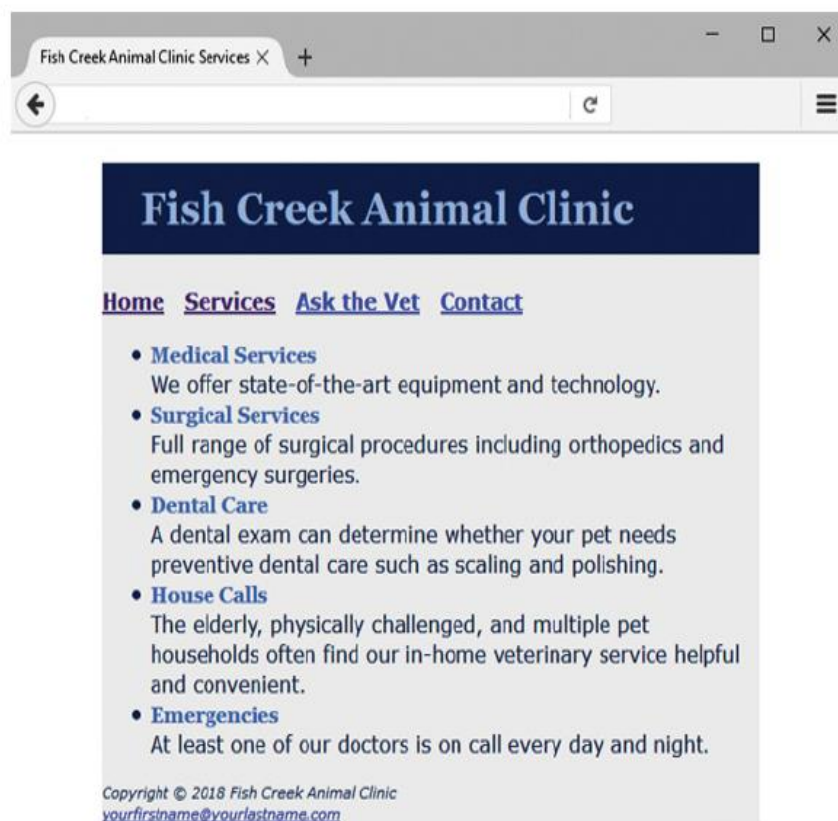 Fish Creek Animal Clinic Services
Fish Creek Animal Clinic
Home Services Ask the Vet Contact
• Medical Services
We offer state-of-the-art equipment and technology.
• Surgical Services
Full range of surgical procedures including orthopedics and
emergency surgeries.
• Dental Care
A dental exam can determine whether your pet needs
preventive dental care such as scaling and polishing.
• House Calls
The elderly, physically challenged, and multiple pet
households often find our in-home veterinary service helpful
and convenient.
• Emergencies
At least one of our doctors is on call every day and night.
Copyright © 2018 Fish Creek Animal Clinic
yourfirstname@yourlastname.com